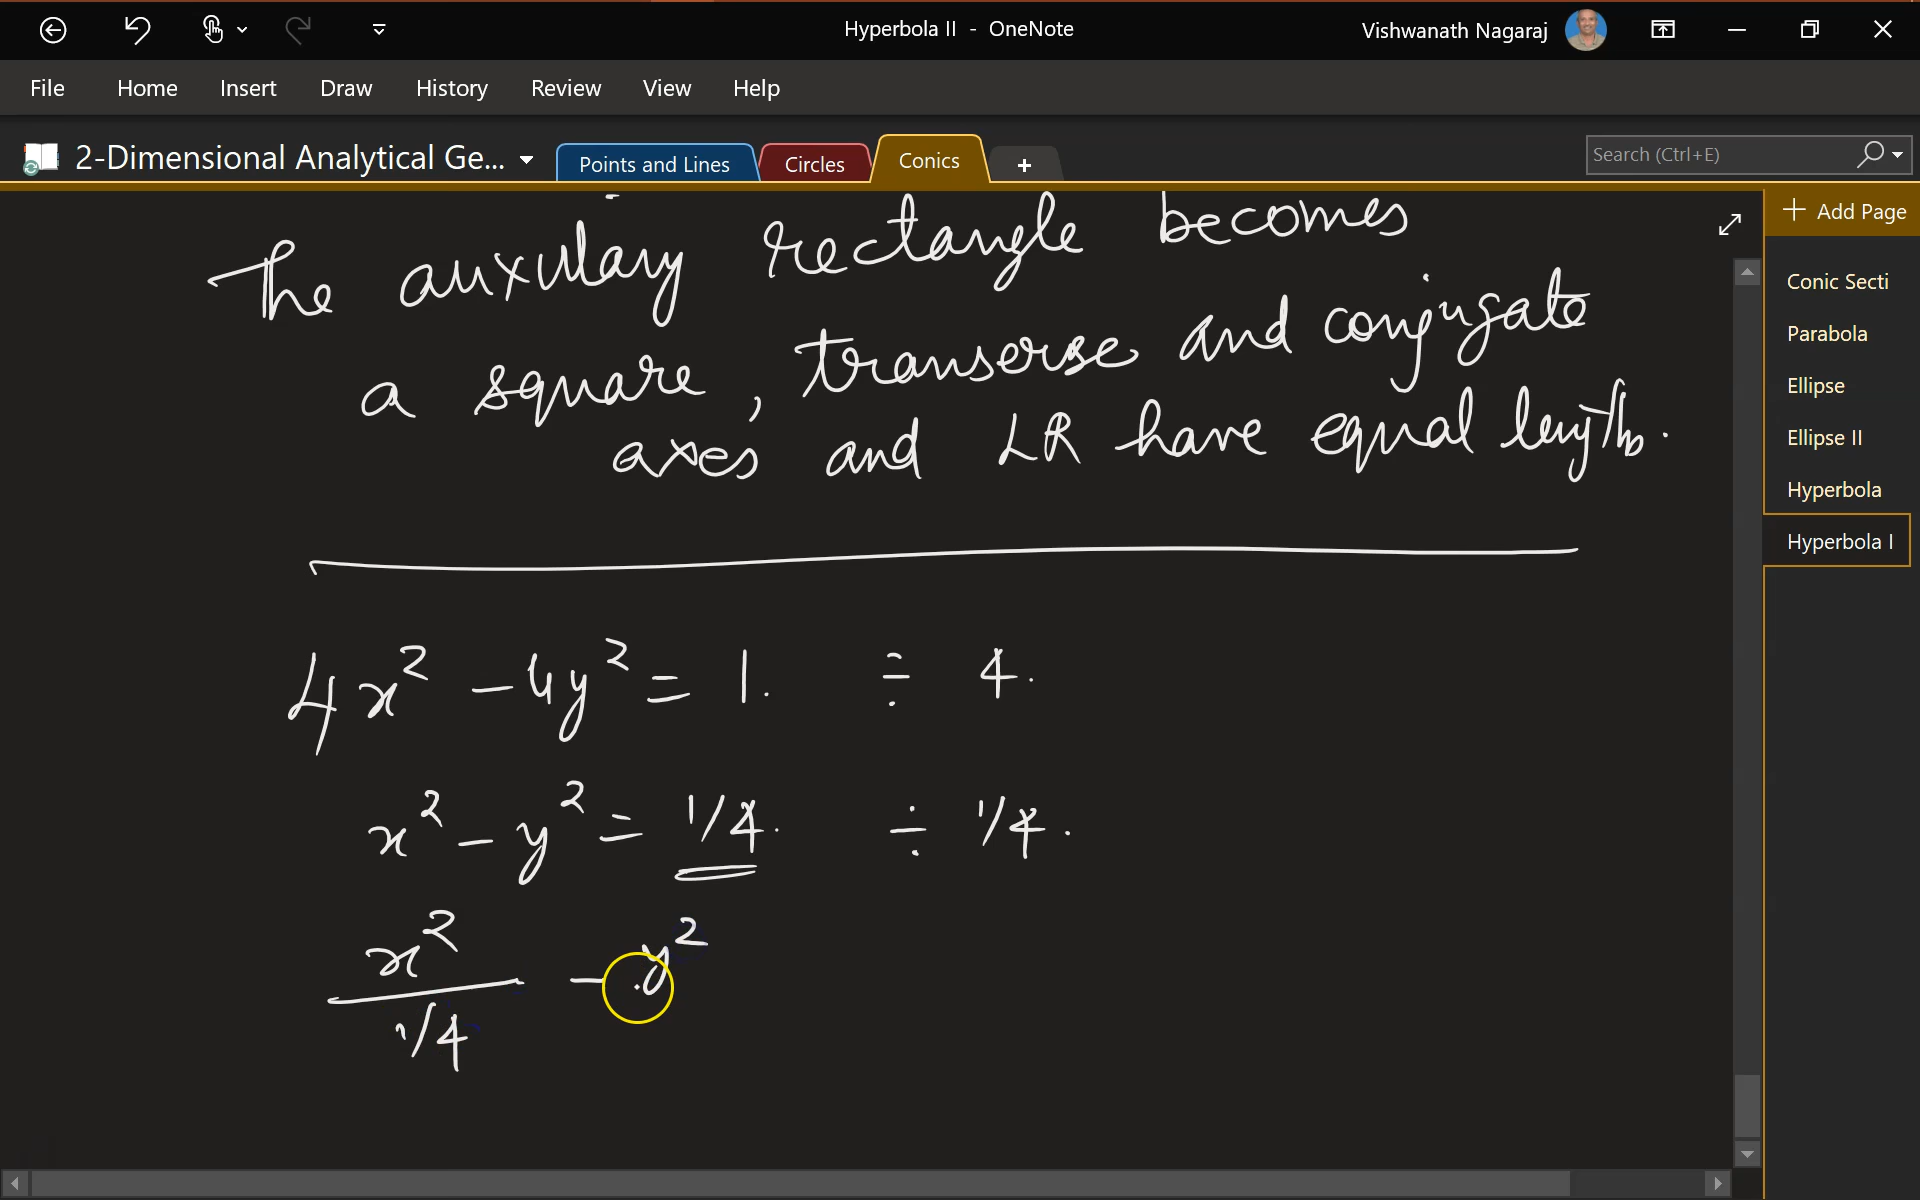 Hyperbola II - OneNote
Vishwanath Nagaraj
File Home Insert Draw History Review View Help
2-Dimensional Analytical Ge...
Points and Lines
Circles
Conics
+
Search (Ctrl+E)
Add Page
Conic Secti
Parabola
Ellipse
Ellipse II
Hyperbola
Hyperbola I
The auxiliary rectangle becomes
a square, transerse and conjugate
axes and LR have equal length.
4x² - 4y² = 1. ÷ 4.
x² - y² = 1/4. ÷ 1/4.
x² - y²
1/4